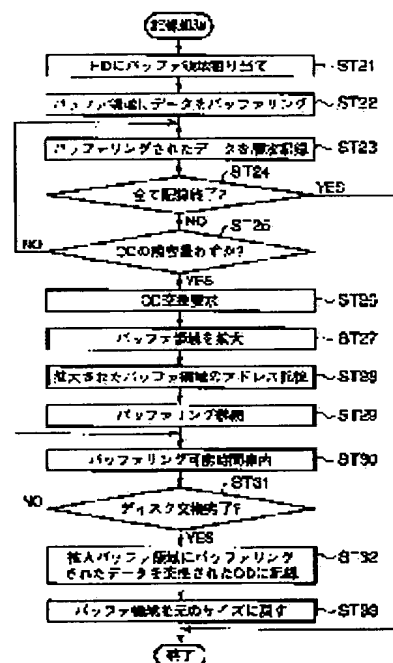 記録開始
HDにバッファ領域割り当て
ST21
バッファ領域にデータをバッファリング
ST22
バッファリングされたデータを順次記録
ST23
ST24
全て記録終了?
YES
NO
ST25
NO
ODの残容量わずか?
YES
OD交換要求
ST26
バッファ領域を拡大
ST27
拡大されたバッファ領域のアドレス記憶
ST28
バッファリング継続
ST29
バッファリング可能時間案内
ST30
ST31
NO
ディスク交換完了?
YES
拡大バッファ領域にバッファリング
されたデータを交換されたODに記録
ST32
バッファ領域を元のサイズに戻す
ST33
終了